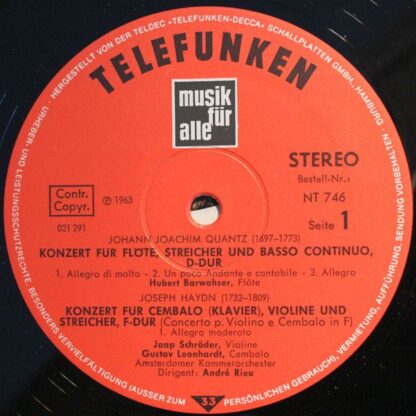 HERGESTELLT VON DER TELDEC »TELEFUNKEN-DECCA« SCHALLPLATTEN GMBH., HAMBURG
TELEFUNKEN
musik
für
alle
STEREO
Bestell-Nr.:
NT 746
Seite 1
Contr.
Copyr.
℗ 1963
021 291
JOHANN JOACHIM QUANTZ (1697-1773)
KONZERT FÜR FLÖTE, STREICHER UND BASSO CONTINUO,
D-DUR
1. Allegro di molto - 2. Un poco Andante e cantabile - 3. Allegro
Hubert Barwahser, Flöte
JOSEPH HAYDN (1732-1809)
KONZERT FÜR CEMBALO (KLAVIER), VIOLINE UND
STREICHER, F-DUR (Concerto p. Violino e Cembalo in F)
1. Allegro moderato
Jaap Schröder, Violine
Gustav Leonhardt, Cembalo
Amsterdamer Kammerorchester
Dirigent: André Rieu
URHEBER- UND LEISTUNGSSCHUTZRECHTE, BESONDERS VERVIELFÄLTIGUNG (AUSSER ZUM
33
PERSÖNLICHEN GEBRAUCH), VERMIETUNG, AUFFÜHRUNG, SENDUNG VORBEHALTEN